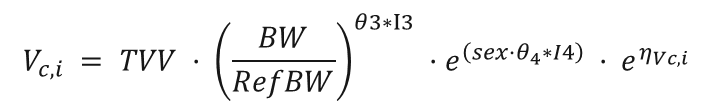 V_{c,i} = TVV · (BW / RefBW)^{θ3*I3} · e^{(sex·θ_4*I4)} · e^{η_{Vc,i}}